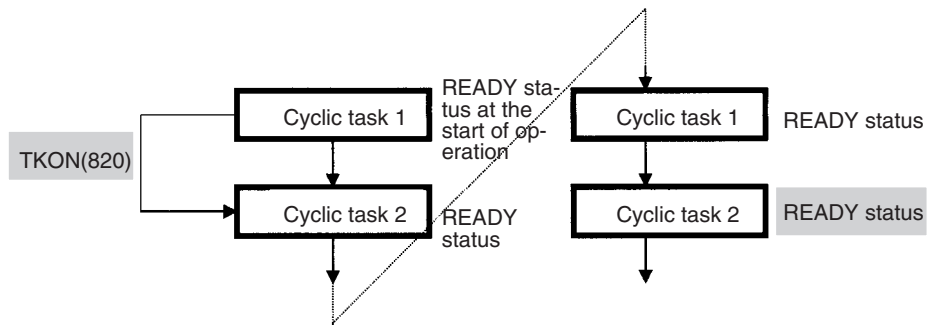 Cyclic task 1
READY sta-
tus at the
start of op-
eration
TKON(820)
Cyclic task 2
READY
status
Cyclic task 1
READY status
Cyclic task 2
READY status